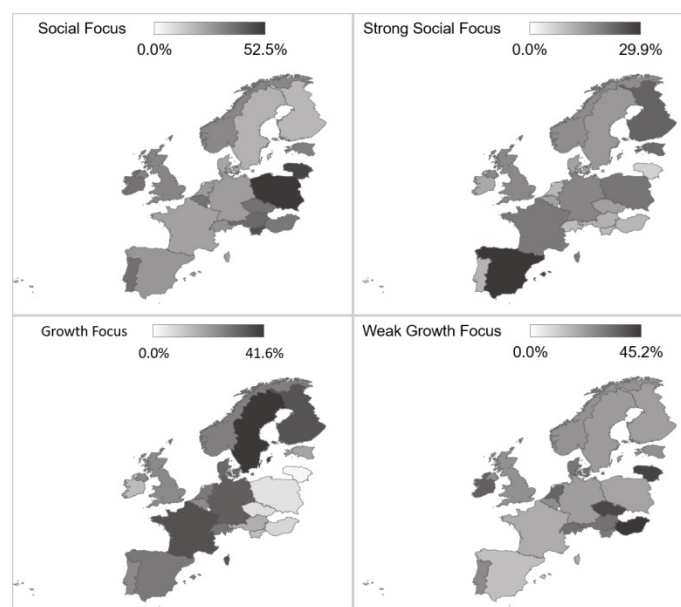 Social Focus
0.0% 52.5%
Strong Social Focus
0.0% 29.9%
Growth Focus
0.0% 41.6%
Weak Growth Focus
0.0% 45.2%